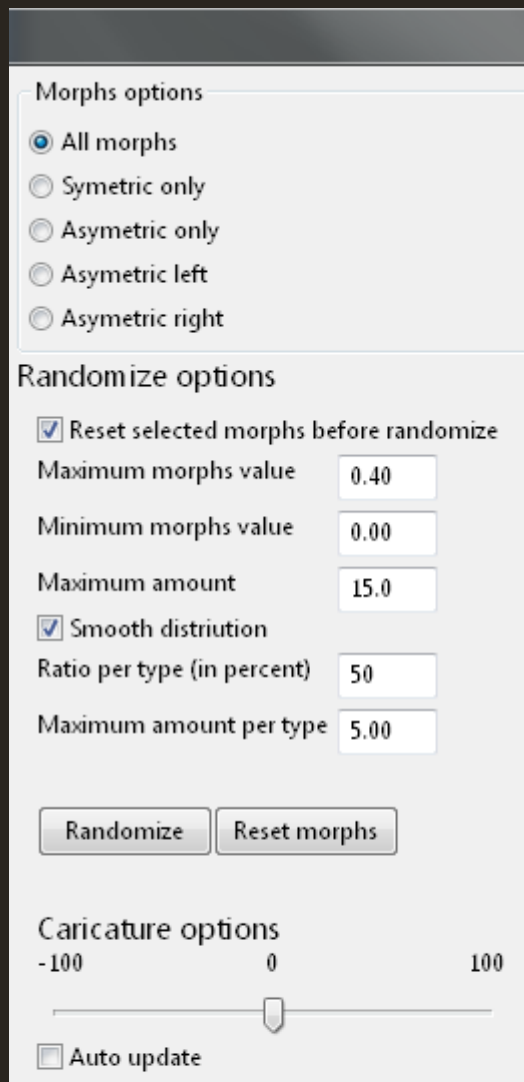 Morphs options
All morphs
Symetric only
Asymetric only
Asymetric left
Asymetric right
Randomize options
Reset selected morphs before randomize
Maximum morphs value 0.40
Minimum morphs value 0.00
Maximum amount 15.0
Smooth distriution
Ratio per type (in percent) 50
Maximum amount per type 5.00
Randomize Reset morphs
Caricature options
-100 0 100
Auto update